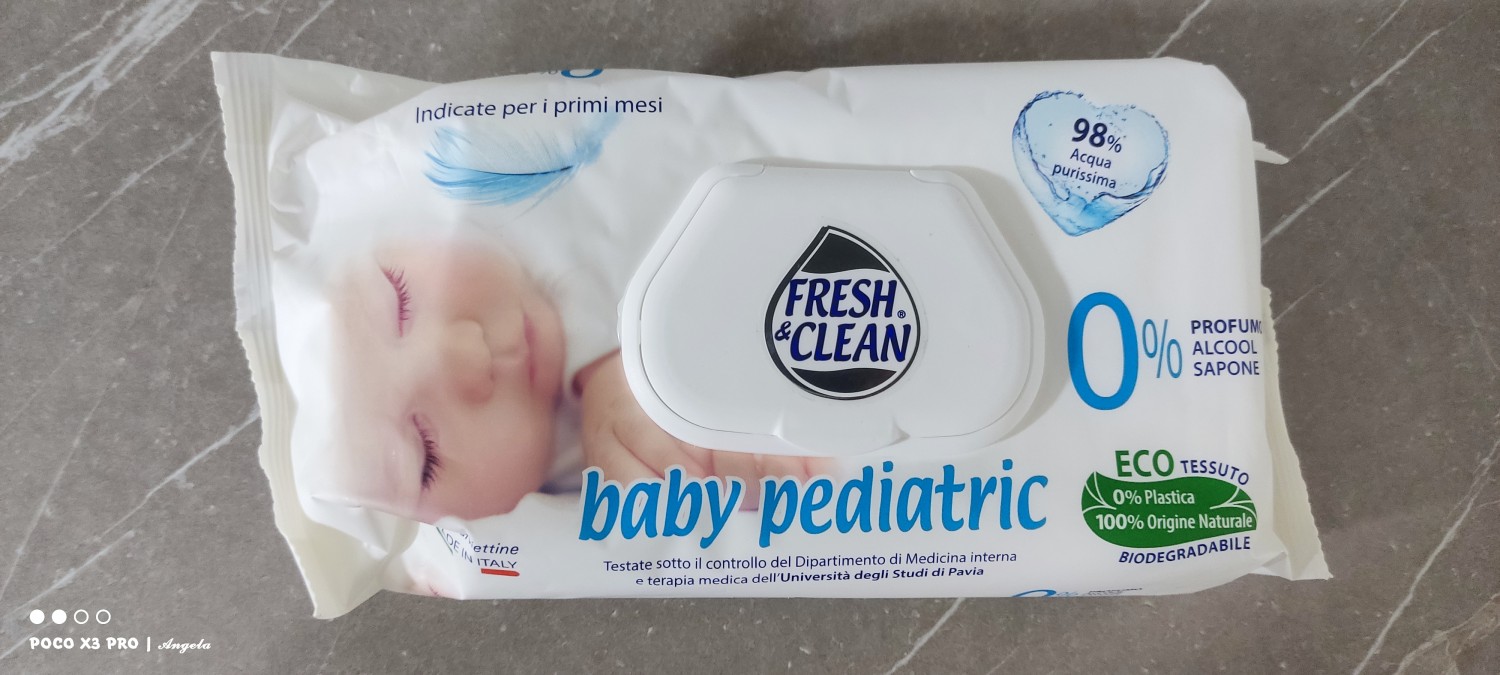 Indicate per i primi mesi
98%
Acqua
purissima
FRESH
& CLEAN®
0% PROFUMO
ALCOOL
SAPONE
baby pediatric
ECO TESSUTO
0% Plastica
100% Origine Naturale
BIODEGRADABILE
IN ITALY
Testate sotto il controllo del Dipartimento di Medicina interna
e terapia medica dell'Università degli Studi di Pavia
POCO X3 PRO | Angela